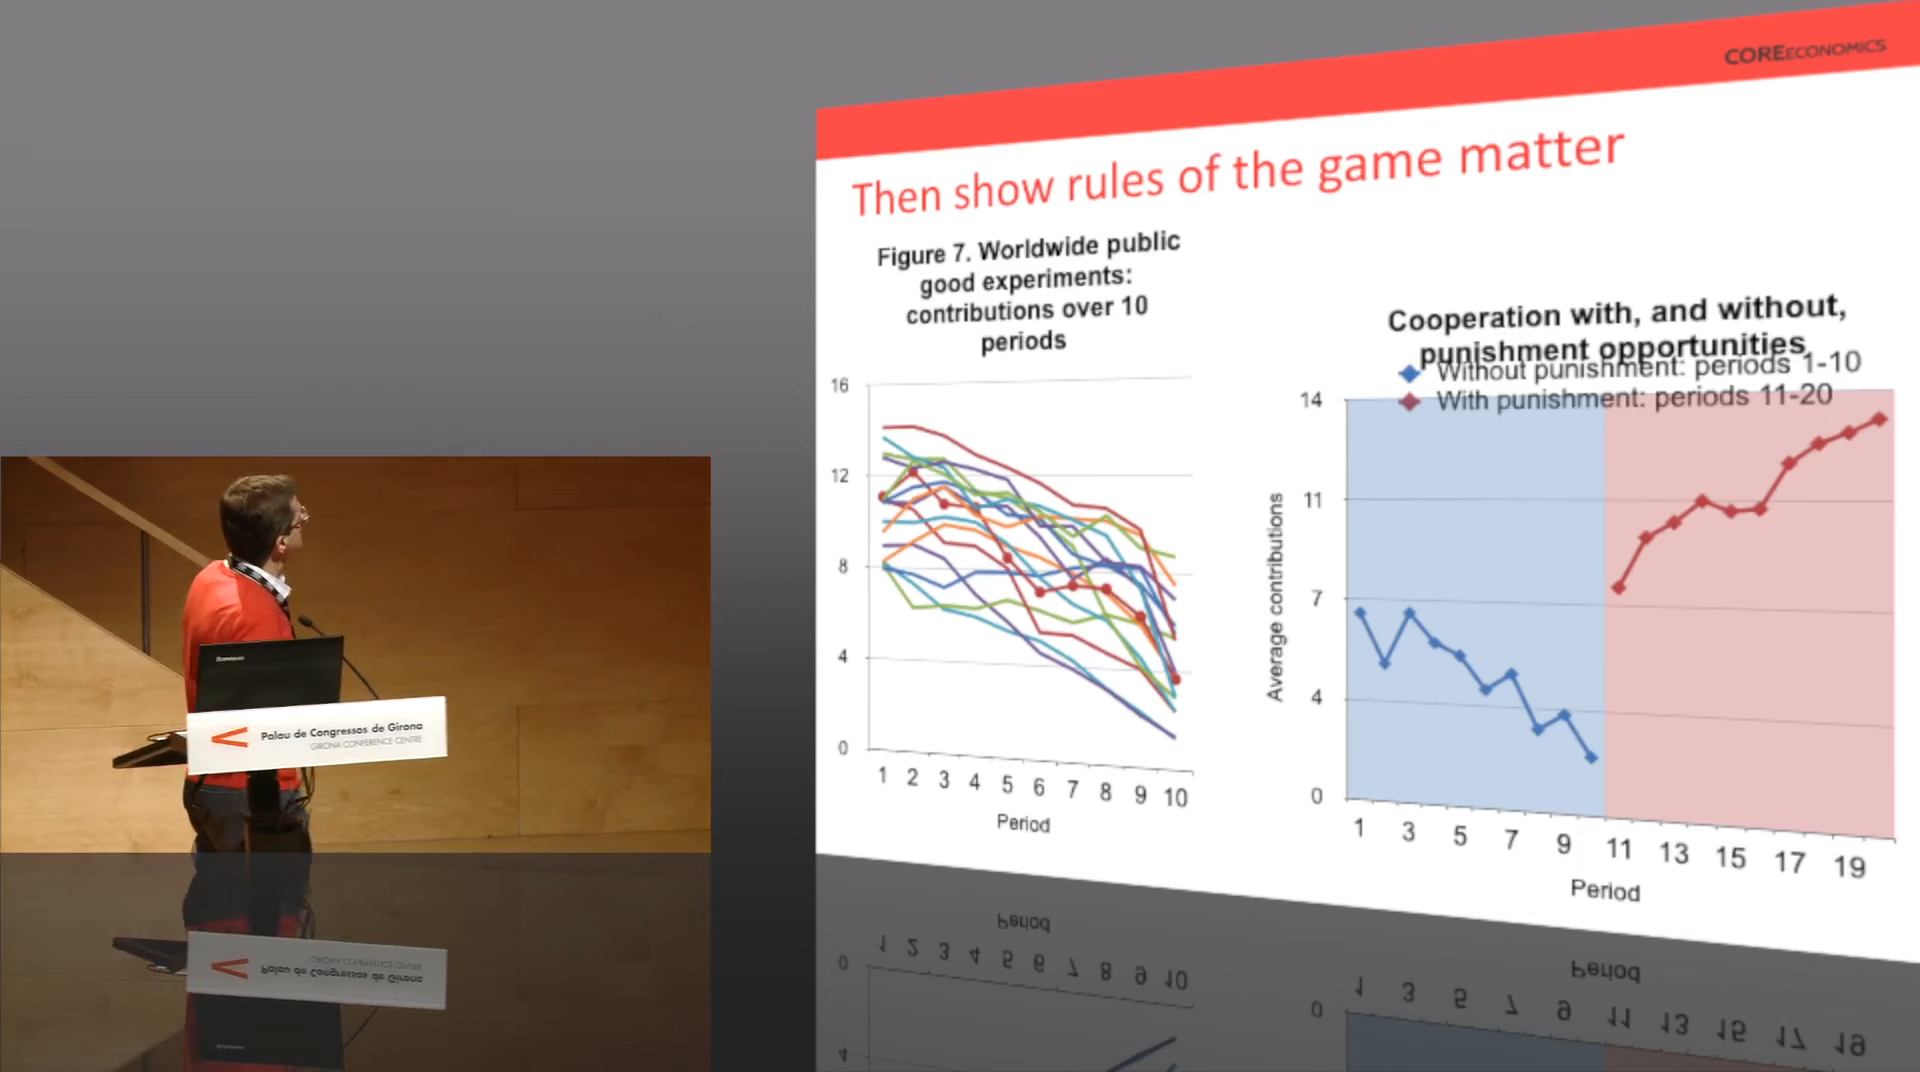 COREECONOMICS
Then show rules of the game matter
Figure 7. Worldwide public
good experiments:
contributions over 10
periods
16
12
8
4
0
1 2 3 4 5 6 7 8 9 10
Period
Cooperation with, and without,
punishment opportunities
Without punishment: periods 1-10
With punishment: periods 11-20
14
11
7
4
0
Average contributions
1 3 5 7 9 11 13 15 17 19
Period
Palau de Congressos de Girona
GIRONA CONFERENCE CENTRE